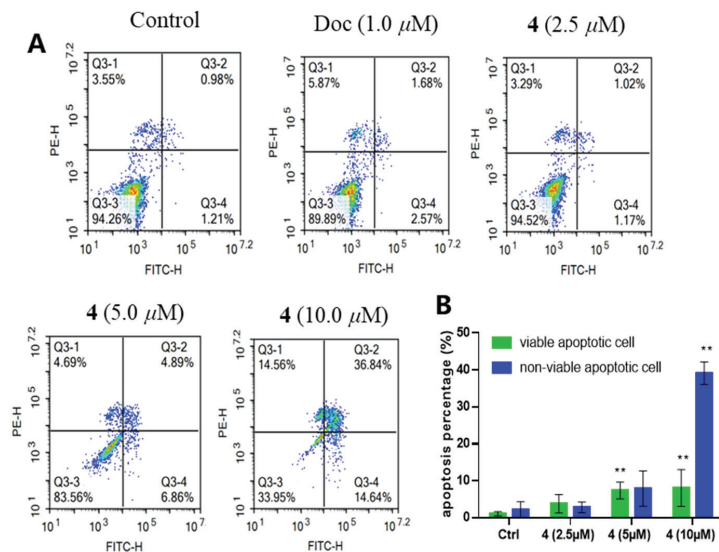 A
Control
Doc (1.0 μM)
4 (2.5 μM)
10^7.2
10^5
10^3
10^1
PE-H
Q3-1
3.55%
Q3-2
0.98%
Q3-3
94.26%
Q3-4
1.21%
10^1 10^3 10^5 10^7.2
FITC-H
10^7
10^5
10^3
10^1
PE-H
Q3-1
5.87%
Q3-2
1.68%
Q3-3
89.89%
Q3-4
2.57%
10^1 10^3 10^5 10^7.2
FITC-H
10^7.2
10^5
10^3
10^1
PE-H
Q3-1
3.29%
Q3-2
1.02%
Q3-3
94.52%
Q3-4
1.17%
10^1 10^3 10^5 10^7.2
FITC-H
4 (5.0 μM)
4 (10.0 μM)
10^7.2
10^5
10^3
10^1
PE-H
Q3-1
4.69%
Q3-2
4.89%
Q3-3
83.56%
Q3-4
6.86%
10^1 10^3 10^5 10^7.2
FITC-H
10^7.2
10^5
10^3
10^1
PE-H
Q3-1
14.56%
Q3-2
36.84%
Q3-3
33.95%
Q3-4
14.64%
10^1 10^3 10^5 10^7.2
FITC-H
B
apoptosis percentage (%)
50
40
30
20
10
0
viable apoptotic cell
non-viable apoptotic cell
**
**
**
Ctrl 4 (2.5μM) 4 (5μM) 4 (10μM)